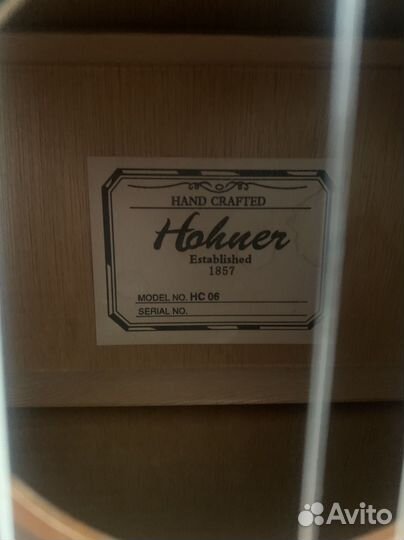 HAND CRAFTED
Hohner
Established
1857
MODEL NO. HC 06
SERIAL NO.
Avito